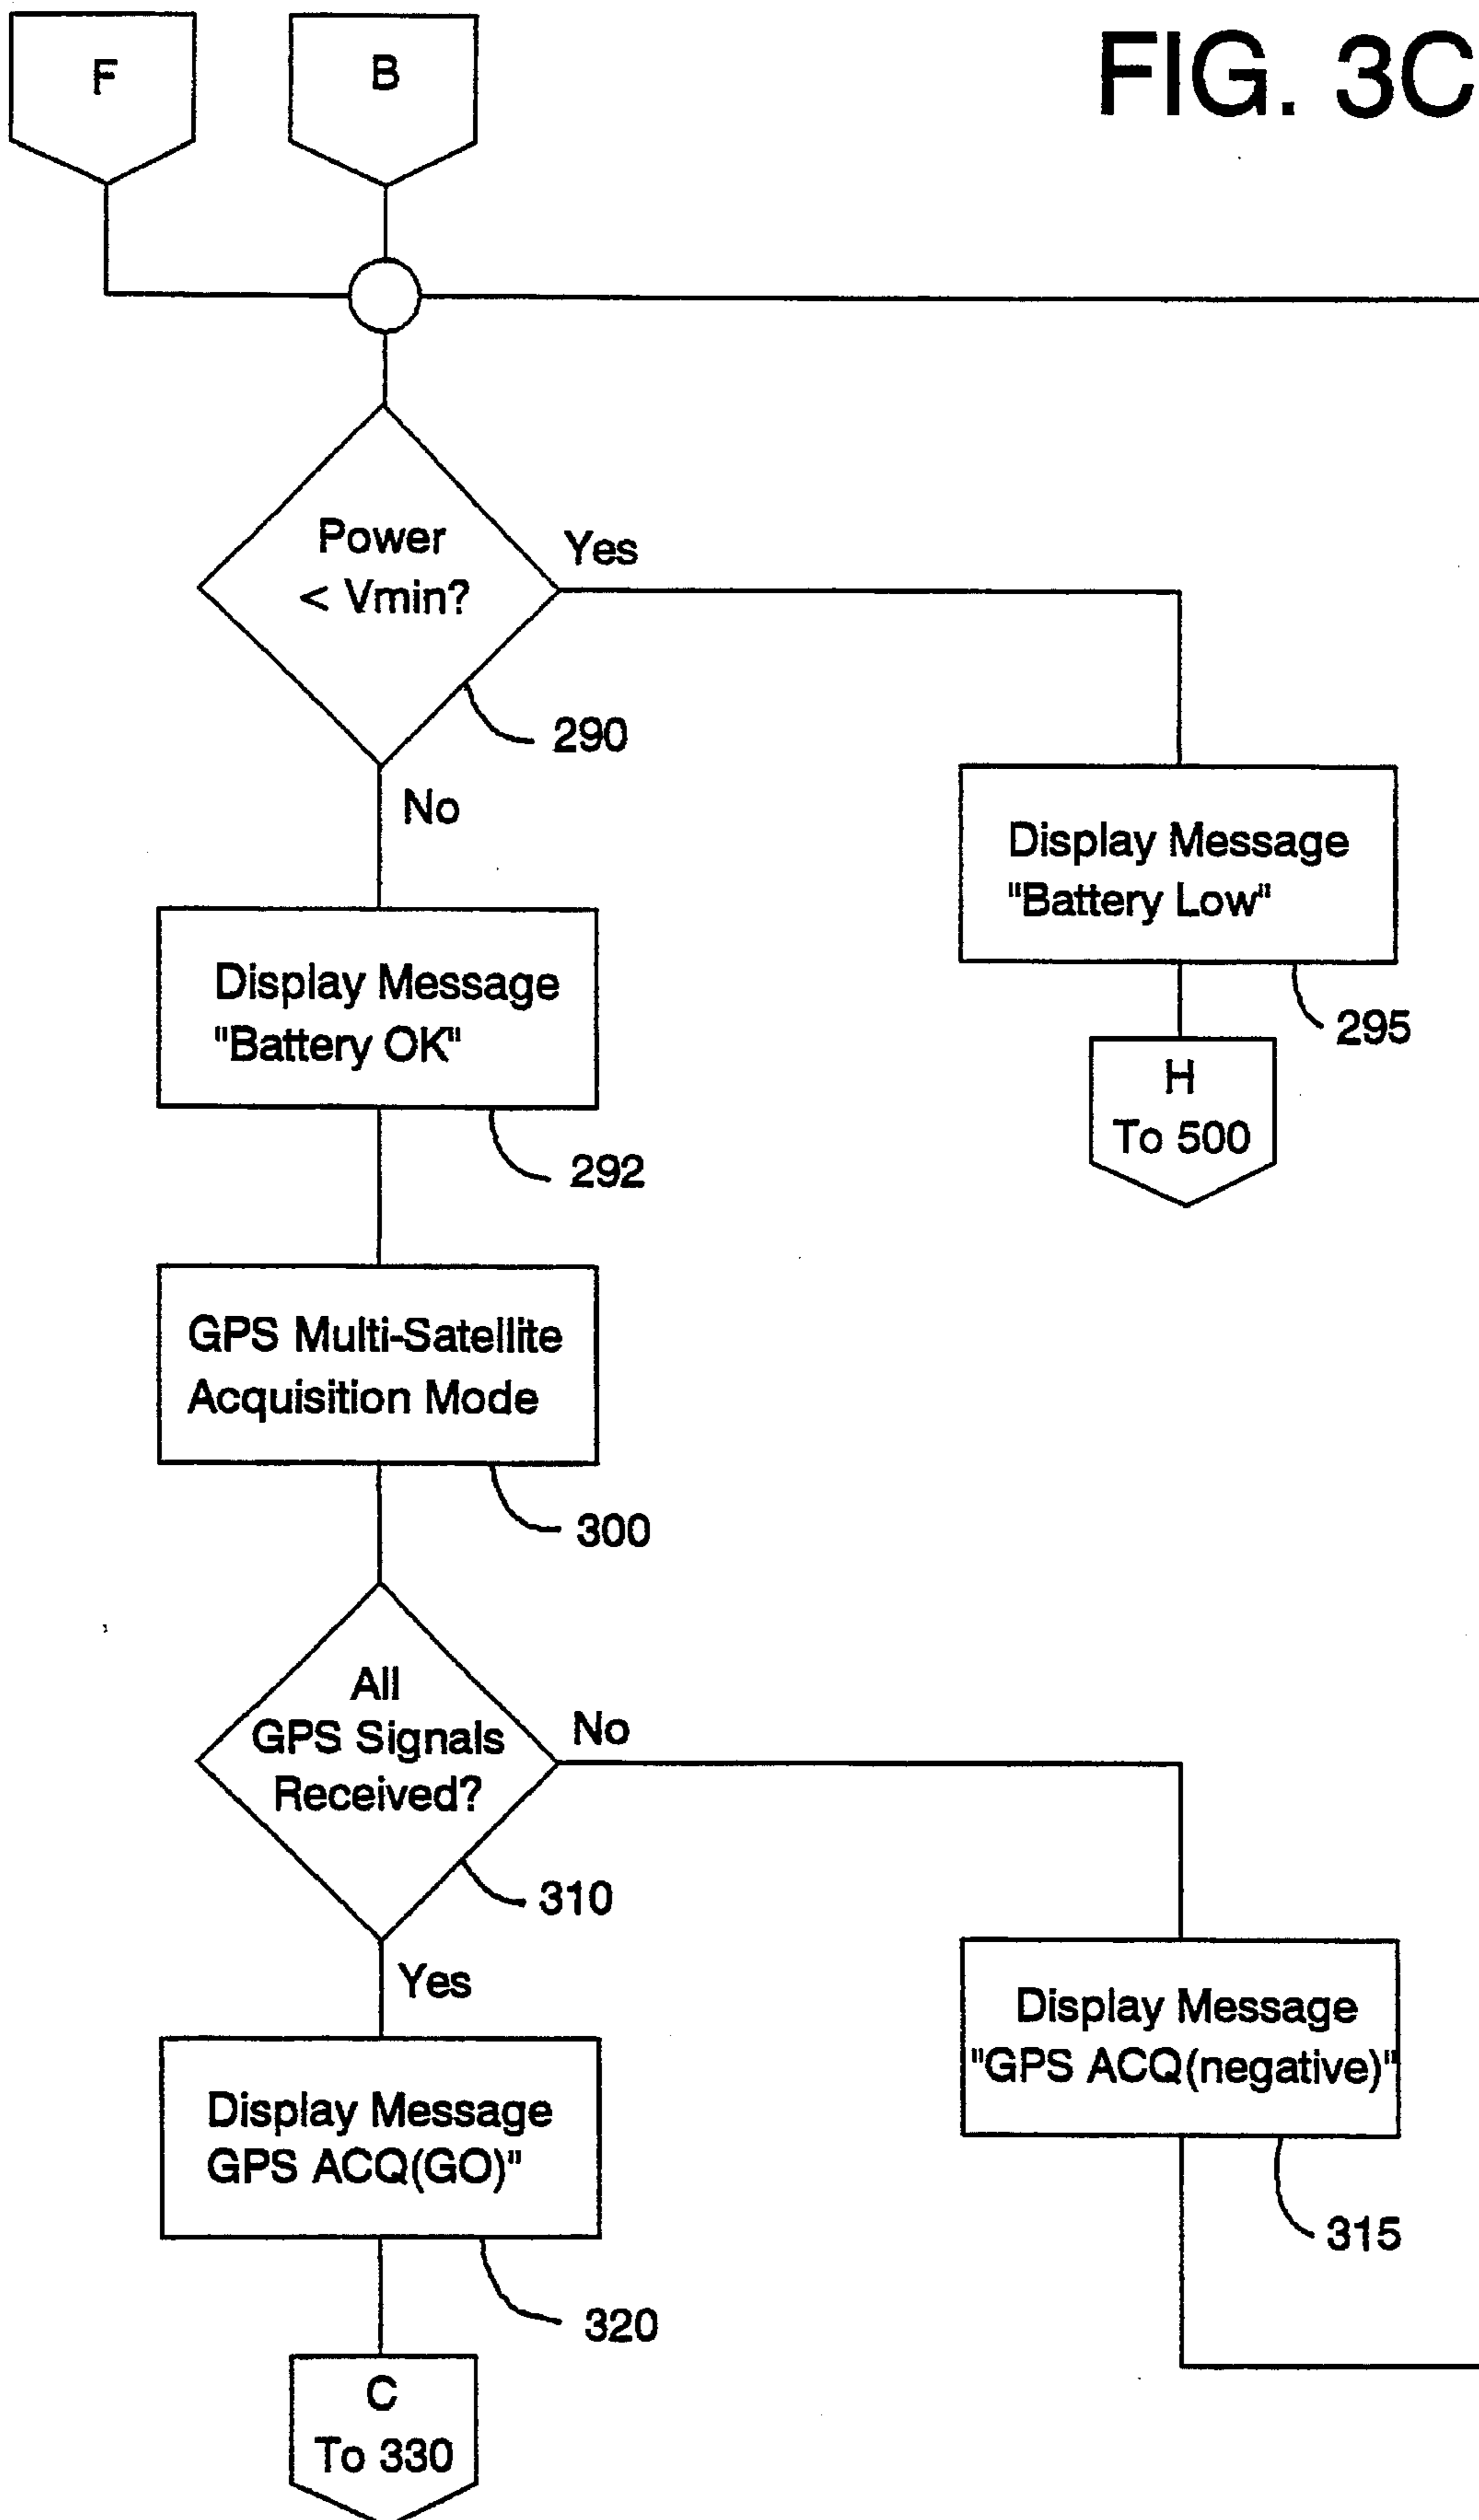 F
B
FIG. 3C
Power
< Vmin?
Yes
290
No
Display Message
"Battery Low"
295
H
To 500
Display Message
"Battery OK"
292
GPS Multi-Satellite
Acquisition Mode
300
All
GPS Signals
Received?
No
310
Yes
Display Message
"GPS ACQ(negative)"
315
Display Message
GPS ACQ(GO)"
320
C
To 330